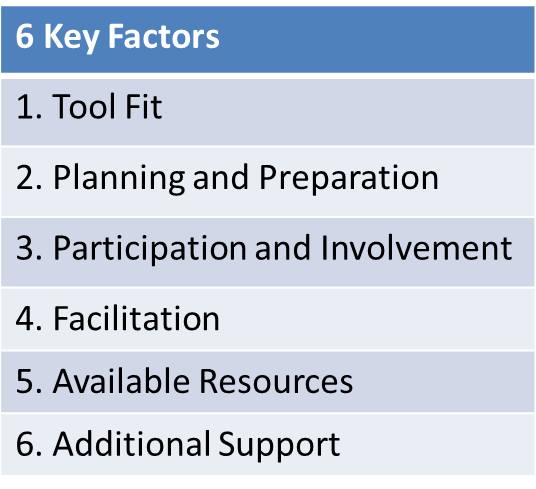 6 Key Factors
1. Tool Fit
2. Planning and Preparation
3. Participation and Involvement
4. Facilitation
5. Available Resources
6. Additional Support